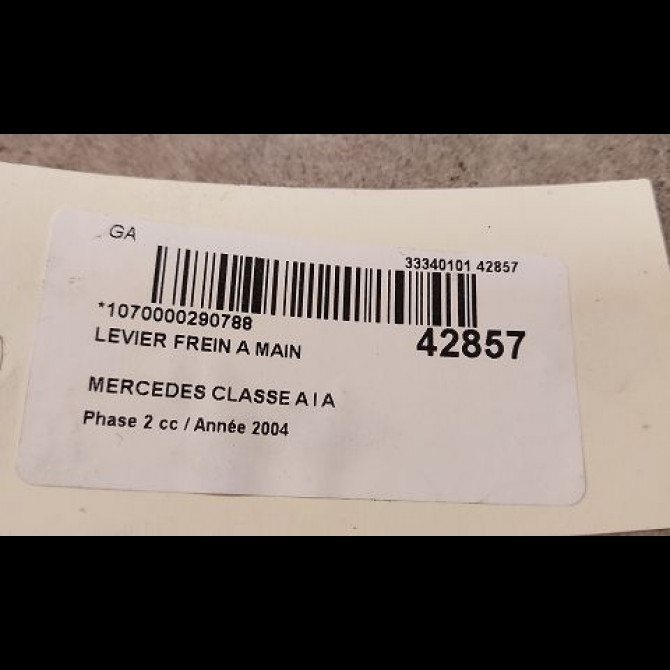 GA
33340101 42857
*1070000290788
42857
LEVIER FREIN A MAIN
MERCEDES CLASSE A I A
Phase 2 cc / Année 2004